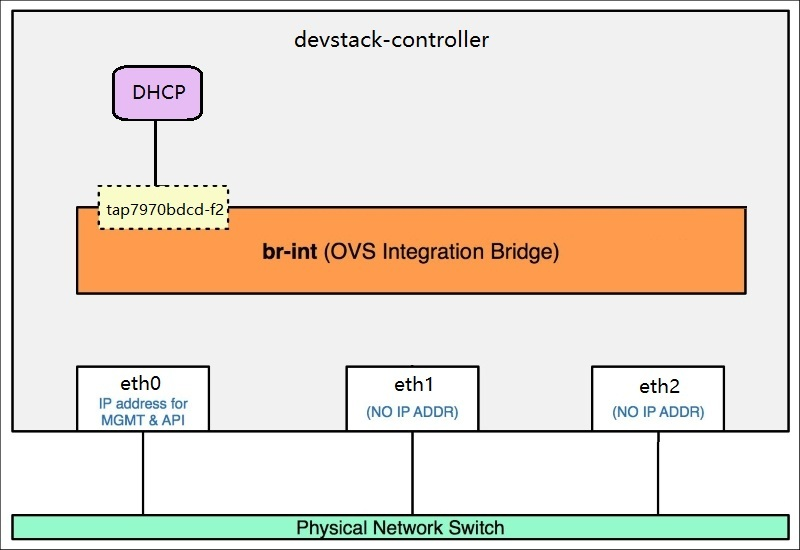 devstack-controller
DHCP
tap7970bdcd-f2
br-int (OVS Integration Bridge)
eth0
IP address for
MGMT & API
eth1
(NO IP ADDR)
eth2
(NO IP ADDR)
Physical Network Switch